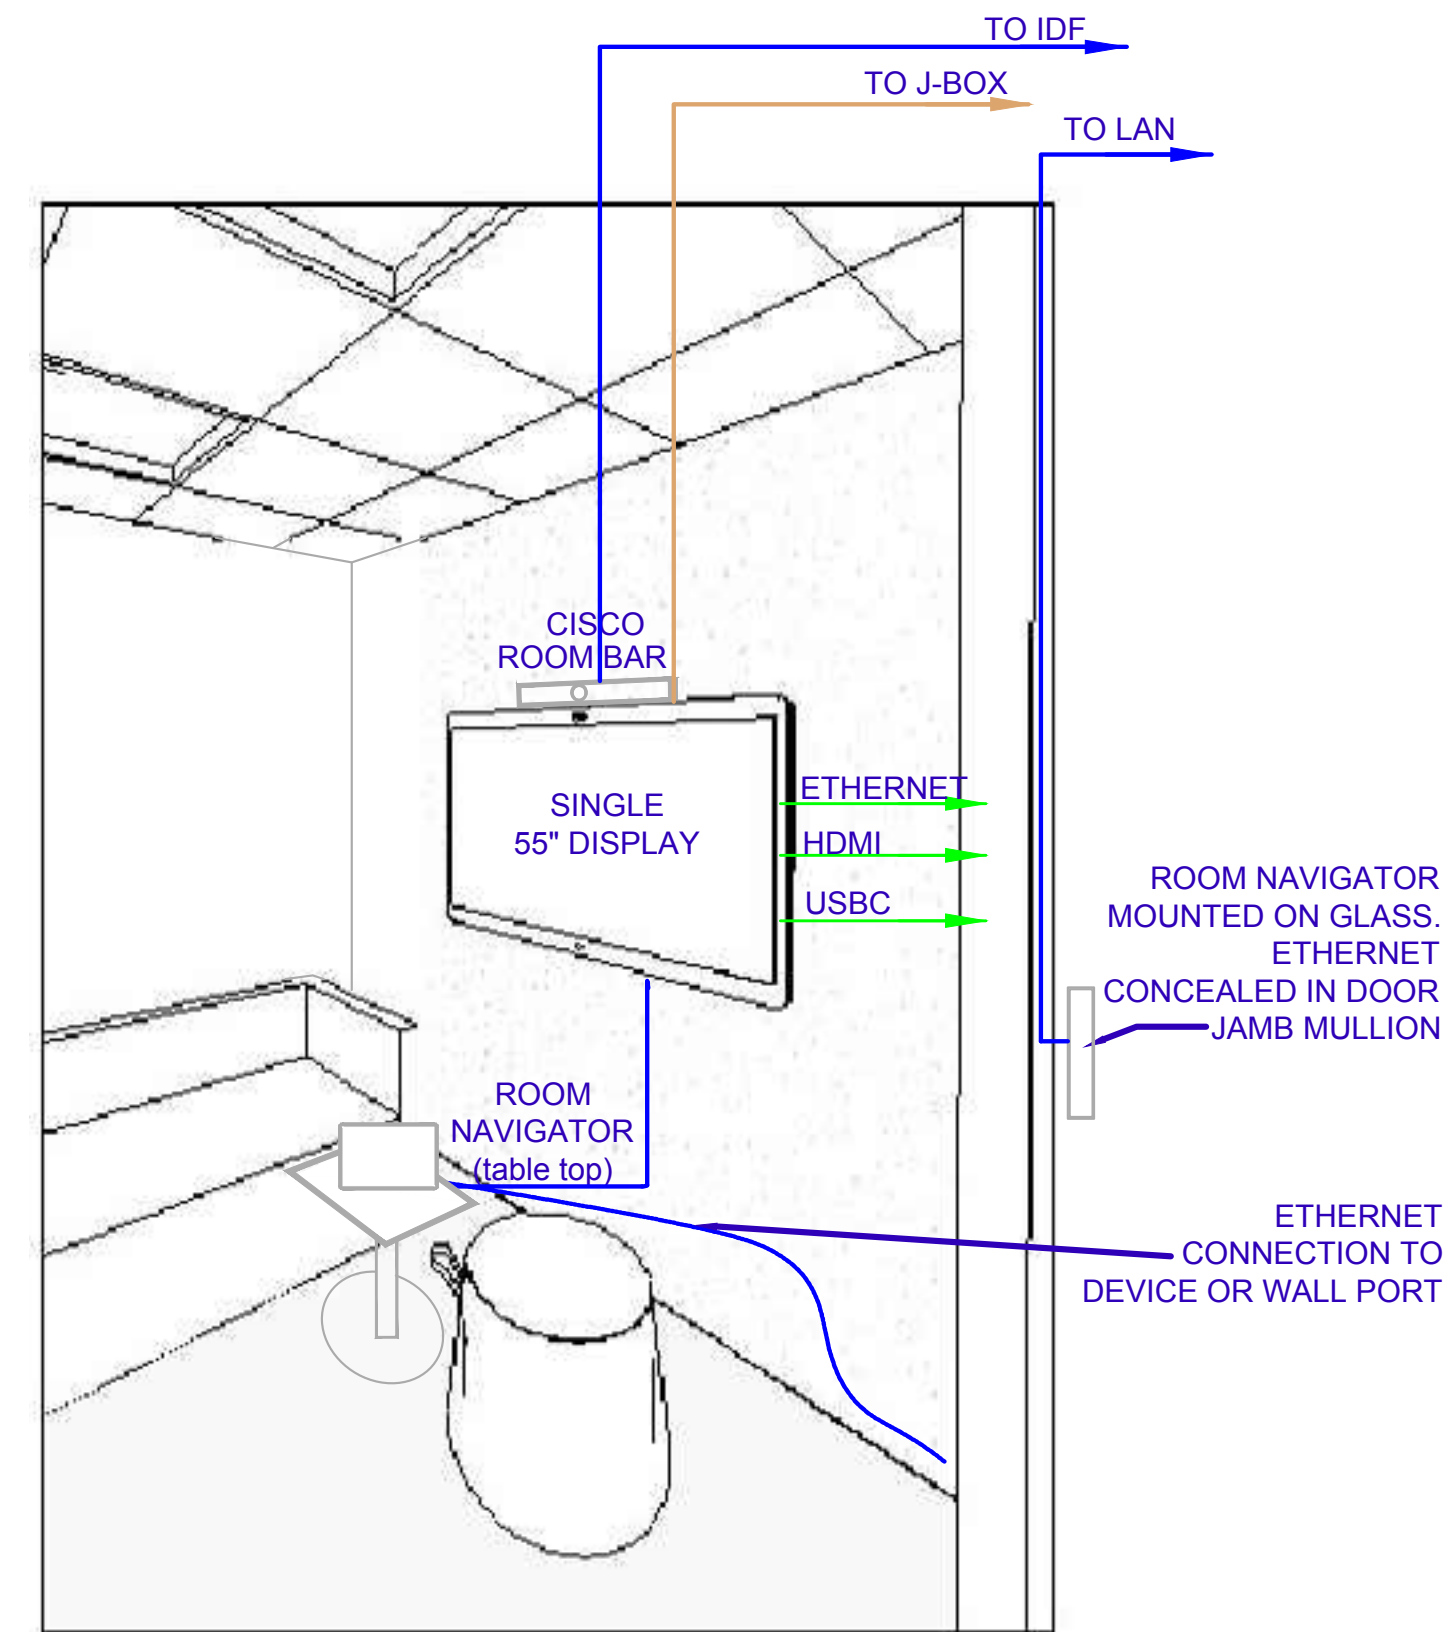 TO IDF
TO J-BOX
TO LAN
CISCO
ROOM BAR
ETHERNET
SINGLE
55" DISPLAY
HDMI
USBC
ROOM NAVIGATOR
MOUNTED ON GLASS.
ETHERNET
CONCEALED IN DOOR
JAMB MULLION
ROOM
NAVIGATOR
(table top)
ETHERNET
CONNECTION TO
DEVICE OR WALL PORT